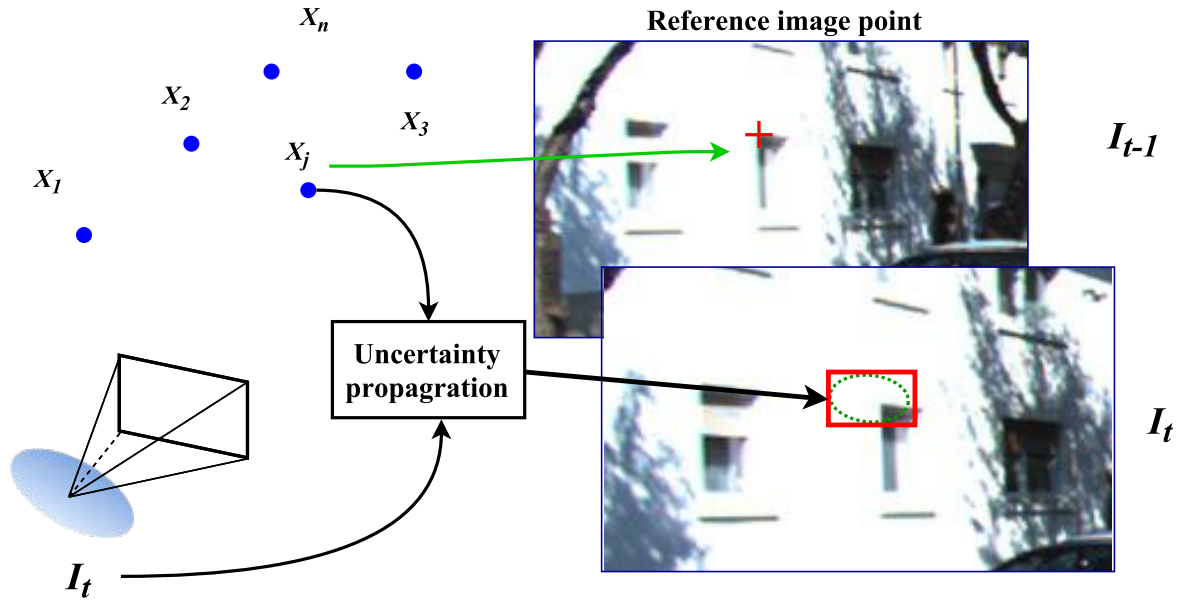 Reference image point
Xn
X2
X3
Xj
X1
It-1
Uncertainty
propagration
It
It